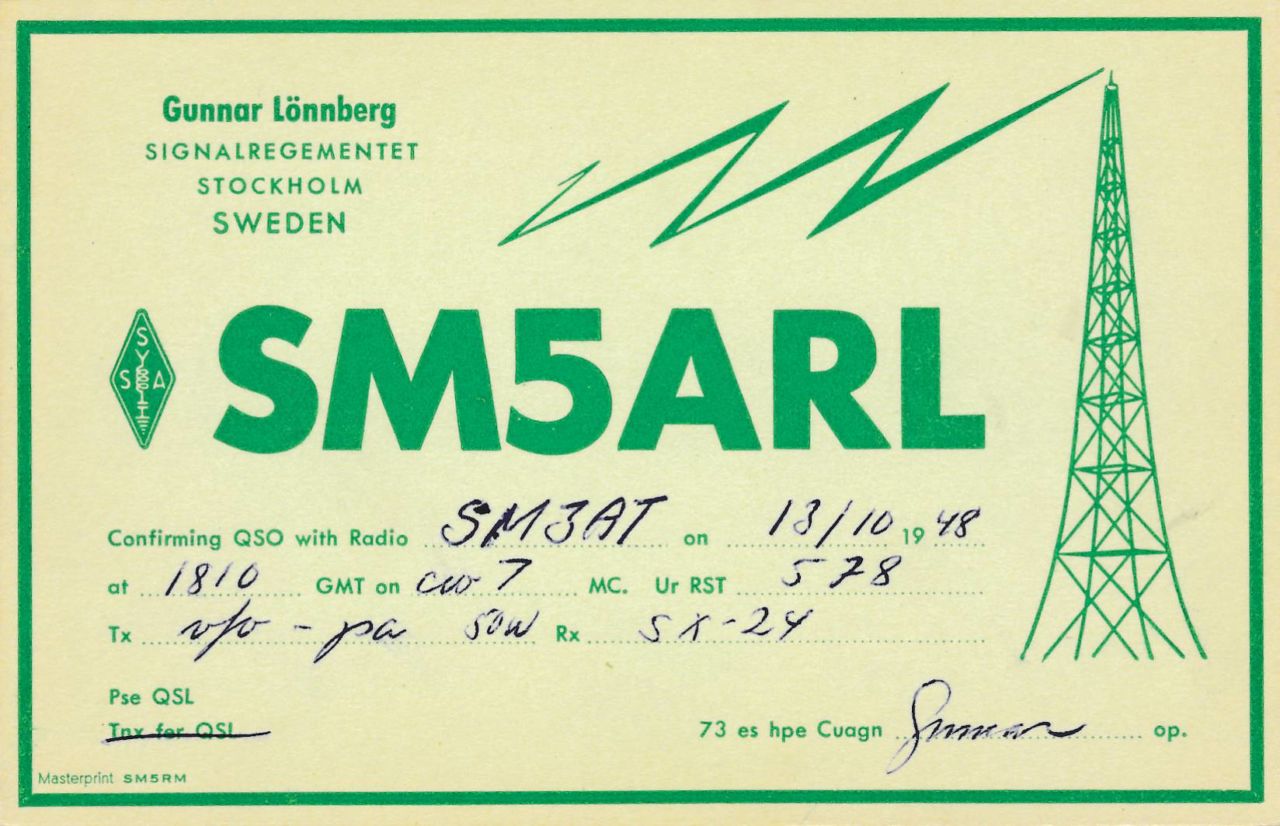 Gunnar Lönnberg
SIGNALREGEMENTET
STOCKHOLM
SWEDEN
SSA
SM5ARL
Confirming QSO with Radio SM3AT on 13/10 1948
at 1810 GMT on cw 7 MC. Ur RST 578
Tx vfo - pa 50W Rx SX-24
Pse QSL
Tnx fer QSL
73 es hpe Cuagn Gunnar op.
Masterprint SM5RM